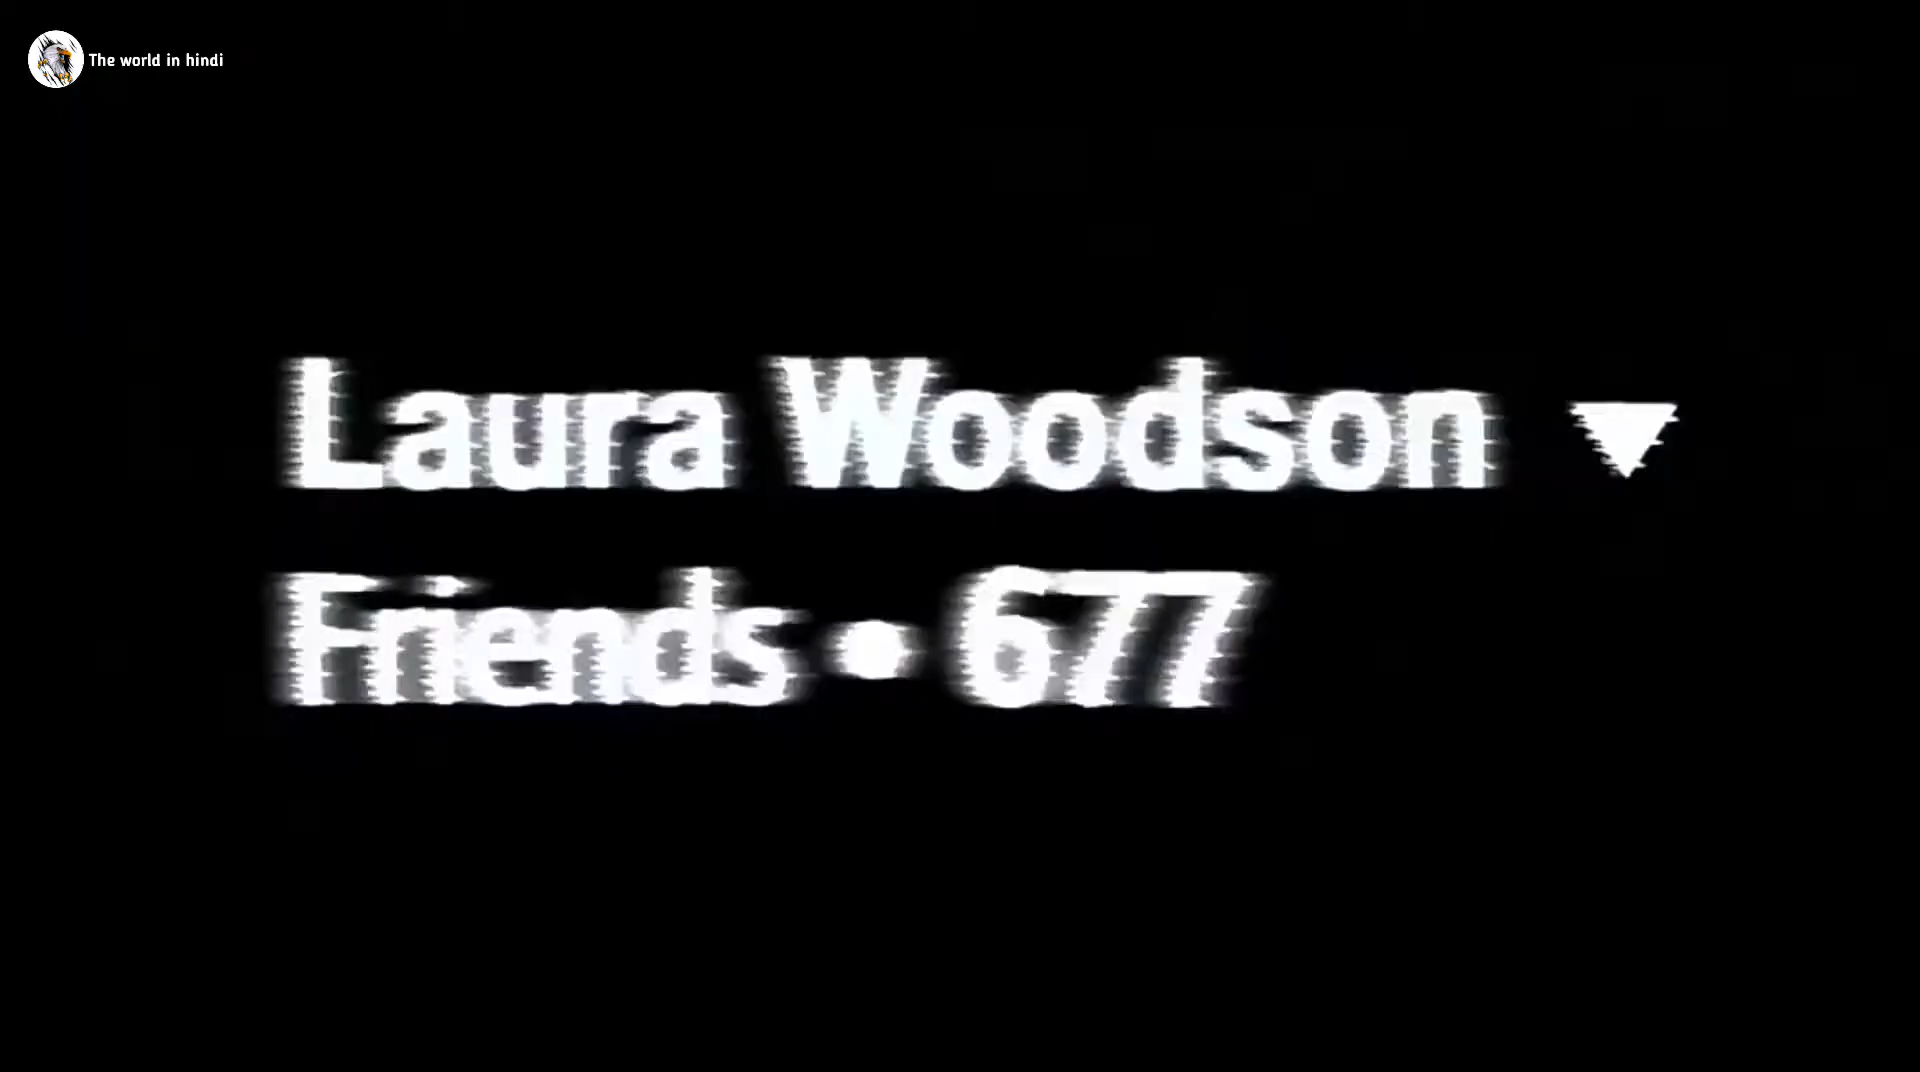 The world in hindi
Laura Woodson ▼
Friends • 677